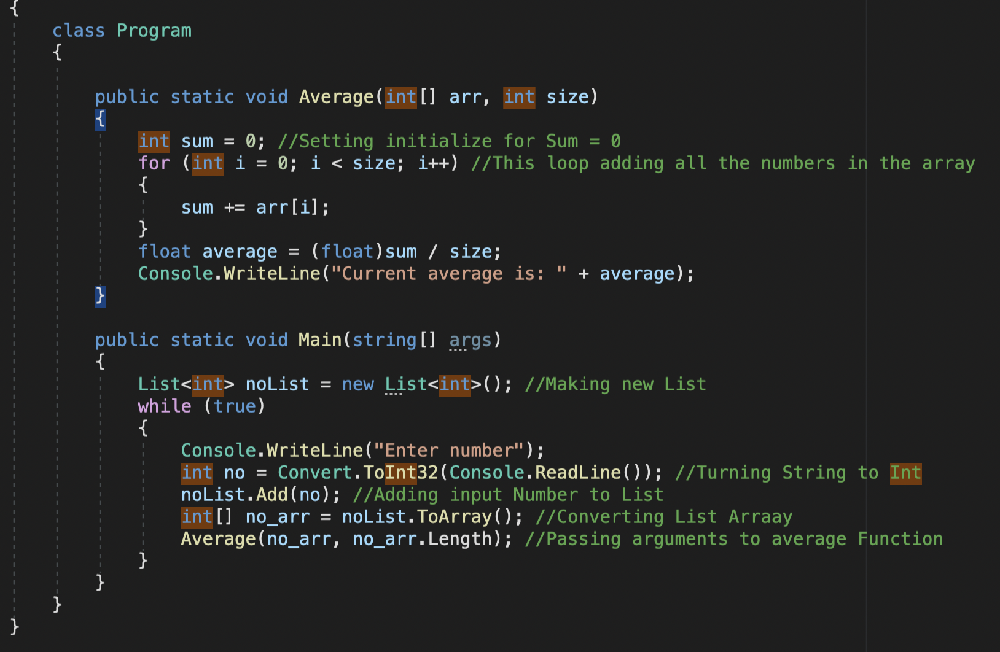 {
class Program
{
public static void Average(int[] arr, int size)
{
int sum = 0; //Setting initialize for Sum = 0
for (int i = 0; i < size; i++) //This loop adding all the numbers in the array
{
sum += arr[i];
}
float average = (float)sum / size;
Console.WriteLine("Current average is: " + average);
}
public static void Main(string[] args)
{
List<int> noList = new List<int>(); //Making new List
while (true)
{
Console.WriteLine("Enter number");
int no = Convert.ToInt32(Console.ReadLine()); //Turning String to Int
noList.Add(no); //Adding input Number to List
int[] no_arr = noList.ToArray(); //Converting List Arraay
Average(no_arr, no_arr.Length); //Passing arguments to average Function
}
}
}
}